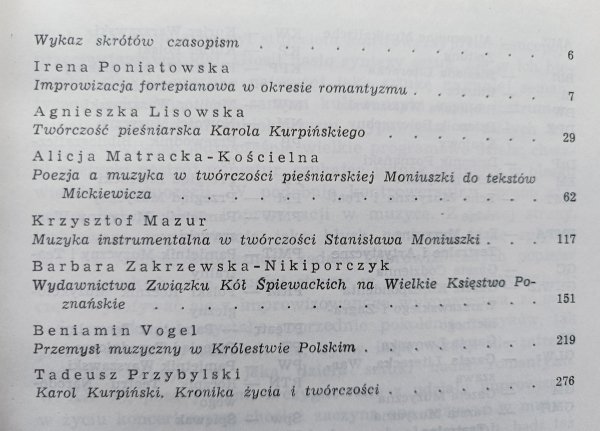 Wykaz skrótów czasopism . . . . . . . . . . . 6
Irena Poniatowska
Improwizacja fortepianowa w okresie romantyzmu . . . . . 7
Agnieszka Lisowska
Twórczość pieśniarska Karola Kurpińskiego . . . . . . . 29
Alicja Matracka-Kościelna
Poezja a muzyka w twórczości pieśniarskiej Moniuszki do tekstów
Mickiewicza . . . . . . . . . . . . . . 62
Krzysztof Mazur
Muzyka instrumentalna w twórczości Stanisława Moniuszki . . 117
Barbara Zakrzewska-Nikiporczyk
Wydawnictwa Związku Kół Śpiewackich na Wielkie Księstwo Po-
znańskie . . . . . . . . . . . . . . . 151
Beniamin Vogel
Przemysł muzyczny w Królestwie Polskim . . . . . . . 219
Tadeusz Przybylski
Karol Kurpiński. Kronika życia i twórczości . . . . . . 276